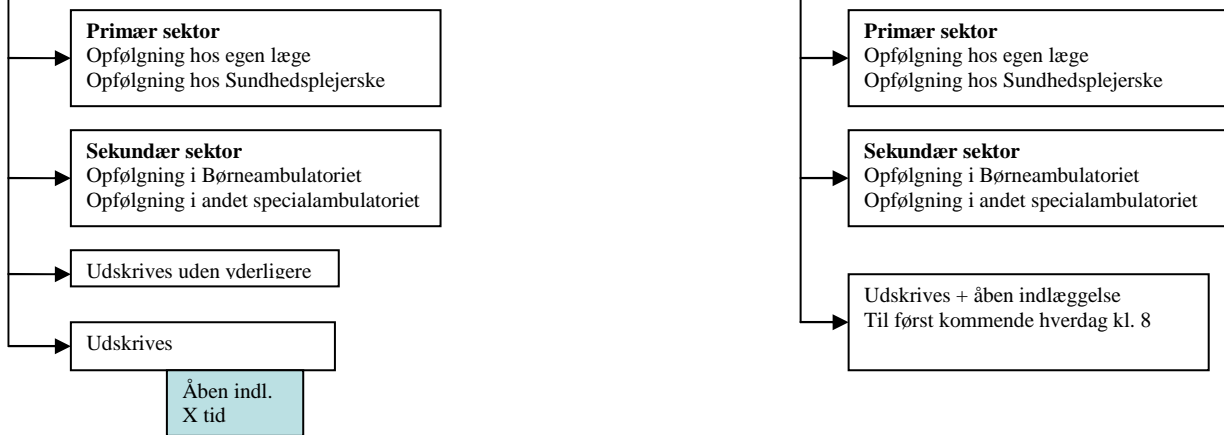 Primær sektor
Opfølgning hos egen læge
Opfølgning hos Sundhedsplejerske
Sekundær sektor
Opfølgning i Børneambulatoriet
Opfølgning i andet specialambulatoriet
Udskrives uden yderligere
Udskrives
Åben indl.
X tid
Primær sektor
Opfølgning hos egen læge
Opfølgning hos Sundhedsplejerske
Sekundær sektor
Opfølgning i Børneambulatoriet
Opfølgning i andet specialambulatoriet
Udskrives + åben indlæggelse
Til først kommende hverdag kl. 8